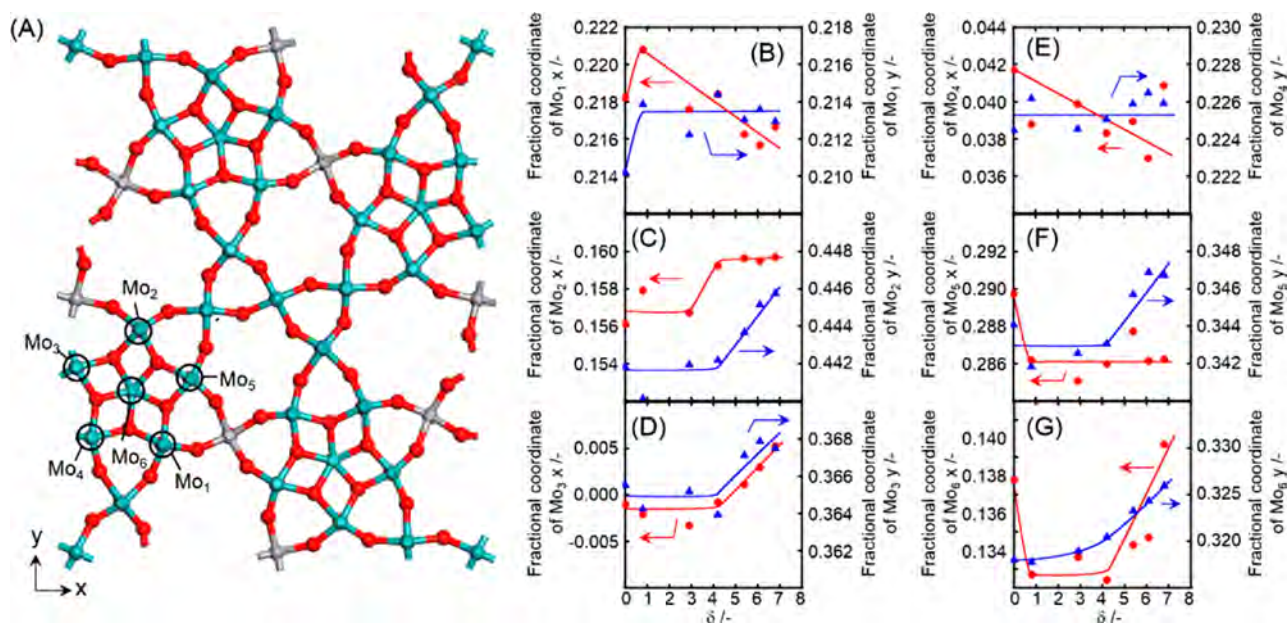 (A)
Mo2
Mo3
Mo5
Mo4
Mo6
Mo1
y
x
Fractional coordinate
of Mo1 x /-
0.222
0.220
0.218
0.216
0.214
(B)
0.218
0.216
0.214
0.212
0.210
Fractional coordinate
of Mo1 y /-
Fractional coordinate
of Mo2 x /-
0.160
0.158
0.156
0.154
(C)
0.448
0.446
0.444
0.442
Fractional coordinate
of Mo2 y /-
Fractional coordinate
of Mo3 x /-
0.005
0.000
-0.005
(D)
0.368
0.366
0.364
0.362
Fractional coordinate
of Mo3 y /-
0 1 2 3 4 5 6 7 8
δ /-
Fractional coordinate
of Mo4 x /-
0.044
0.042
0.039
0.038
0.036
(E)
0.230
0.228
0.226
0.224
0.223
Fractional coordinate
of Mo4 y /-
Fractional coordinate
of Mo5 x /-
0.292
0.290
0.288
0.286
(F)
0.348
0.346
0.344
0.342
Fractional coordinate
of Mo5 y /-
Fractional coordinate
of Mo6 x /-
0.140
0.138
0.136
0.134
(G)
0.330
0.325
0.320
Fractional coordinate
of Mo6 y /-
0 1 2 3 4 5 6 7 8
δ /-